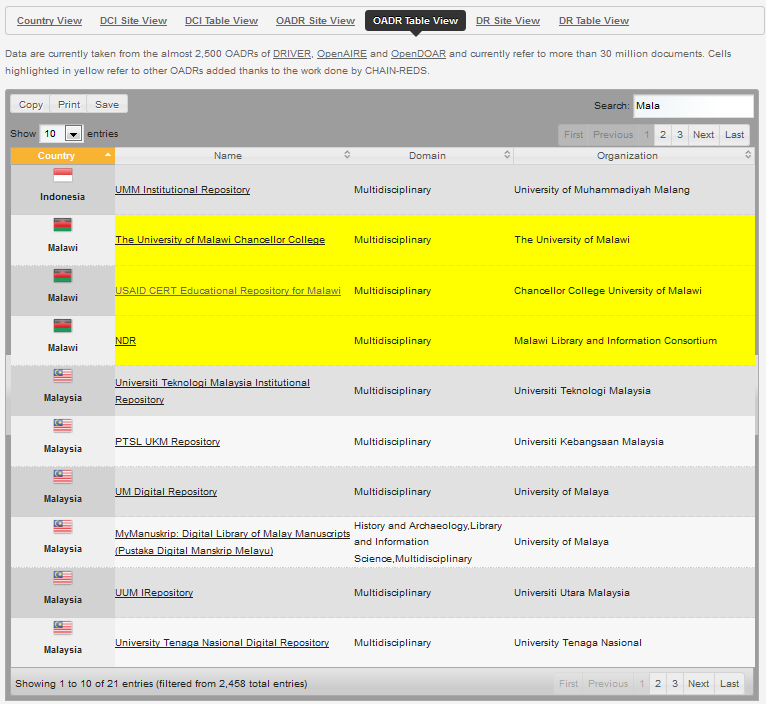 Country View DCI Site View DCI Table View OADR Site View OADR Table View DR Site View DR Table View
Data are currently taken from the almost 2,500 OADRs of DRIVER, OpenAIRE and OpenDOAR and currently refer to more than 30 million documents. Cells
highlighted in yellow refer to other OADRs added thanks to the work done by CHAIN-REDS.
Copy Print Save Search: Mala
Show 10 entries First Previous 1 2 3 Next Last
Country Name Domain Organization
Indonesia UMM Institutional Repository Multidisciplinary University of Muhammadiyah Malang
Malawi The University of Malawi Chancellor College Multidisciplinary The University of Malawi
Malawi USAID CERT Educational Repository for Malawi Multidisciplinary Chancellor College University of Malawi
Malawi NDR Multidisciplinary Malawi Library and Information Consortium
Malaysia Universiti Teknologi Malaysia Institutional
Repository Multidisciplinary Universiti Teknologi Malaysia
Malaysia PTSL UKM Repository Multidisciplinary Universiti Kebangsaan Malaysia
Malaysia UM Digital Repository Multidisciplinary University of Malaya
Malaysia MyManuskrip: Digital Library of Malay Manuscripts
(Pustaka Digital Manskrip Melayu) History and Archaeology,Library
and Information
Science,Multidisciplinary University of Malaya
Malaysia UUM IRepository Multidisciplinary Universiti Utara Malaysia
Malaysia University Tenaga Nasional Digital Repository Multidisciplinary University Tenaga Nasional
Showing 1 to 10 of 21 entries (filtered from 2,458 total entries) First Previous 1 2 3 Next Last